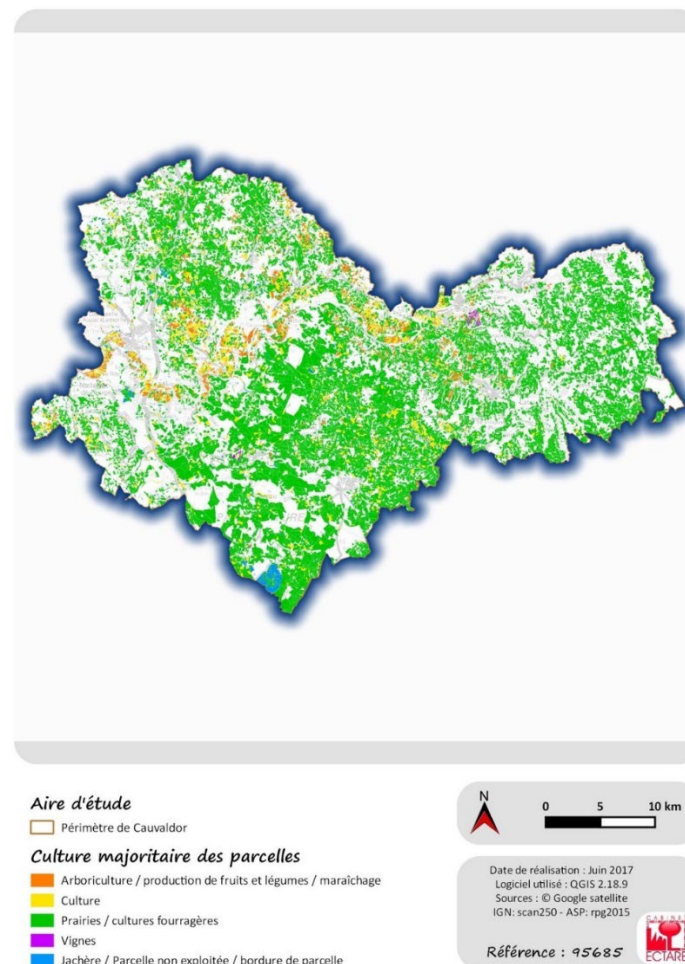 Aire d'étude
Périmètre de Cauvaldor
Culture majoritaire des parcelles
Arboriculture / production de fruits et légumes / maraîchage
Culture
Prairies / cultures fourragères
Vignes
Jachère / Parcelle non exploitée / bordure de parcelle
N
0 5 10 km
Date de réalisation : Juin 2017
Logiciel utilisé : QGIS 2.18.9
Sources : © Google satellite
IGN: scan250 - ASP: rpg2015
Référence : 95685
CABINET
ECTARE